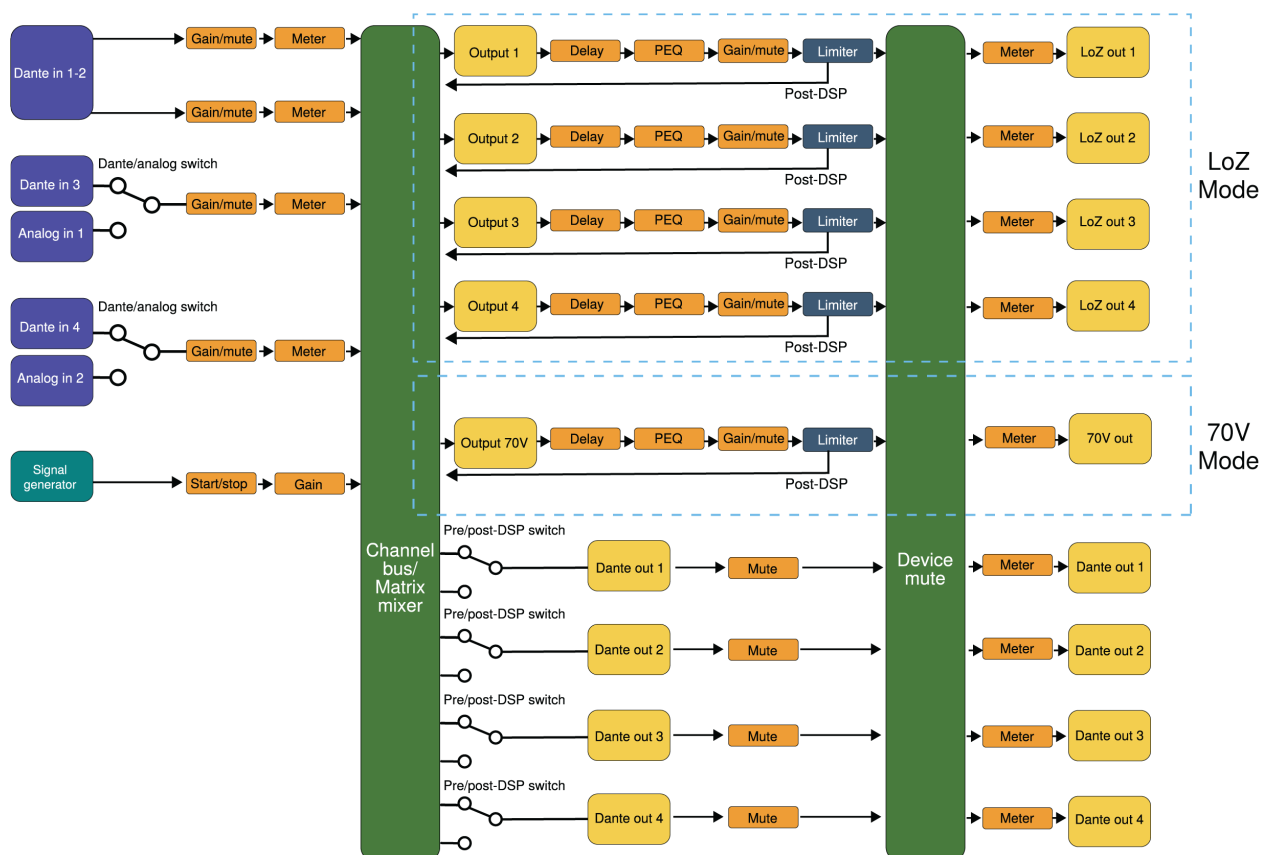 Dante in 1-2
Gain/mute
Meter
Gain/mute
Meter
Dante/analog switch
Dante in 3
Analog in 1
Gain/mute
Meter
Dante/analog switch
Dante in 4
Analog in 2
Gain/mute
Meter
Signal
generator
Start/stop
Gain
Channel
bus/
Matrix
mixer
Output 1
Delay
PEQ
Gain/mute
Limiter
Post-DSP
Output 2
Delay
PEQ
Gain/mute
Limiter
Post-DSP
Output 3
Delay
PEQ
Gain/mute
Limiter
Post-DSP
Output 4
Delay
PEQ
Gain/mute
Limiter
Post-DSP
Output 70V
Delay
PEQ
Gain/mute
Limiter
Post-DSP
Pre/post-DSP switch
Dante out 1
Mute
Pre/post-DSP switch
Dante out 2
Mute
Pre/post-DSP switch
Dante out 3
Mute
Pre/post-DSP switch
Dante out 4
Mute
Device
mute
Meter
LoZ out 1
Meter
LoZ out 2
Meter
LoZ out 3
Meter
LoZ out 4
LoZ
Mode
Meter
70V out
70V
Mode
Meter
Dante out 1
Meter
Dante out 2
Meter
Dante out 3
Meter
Dante out 4